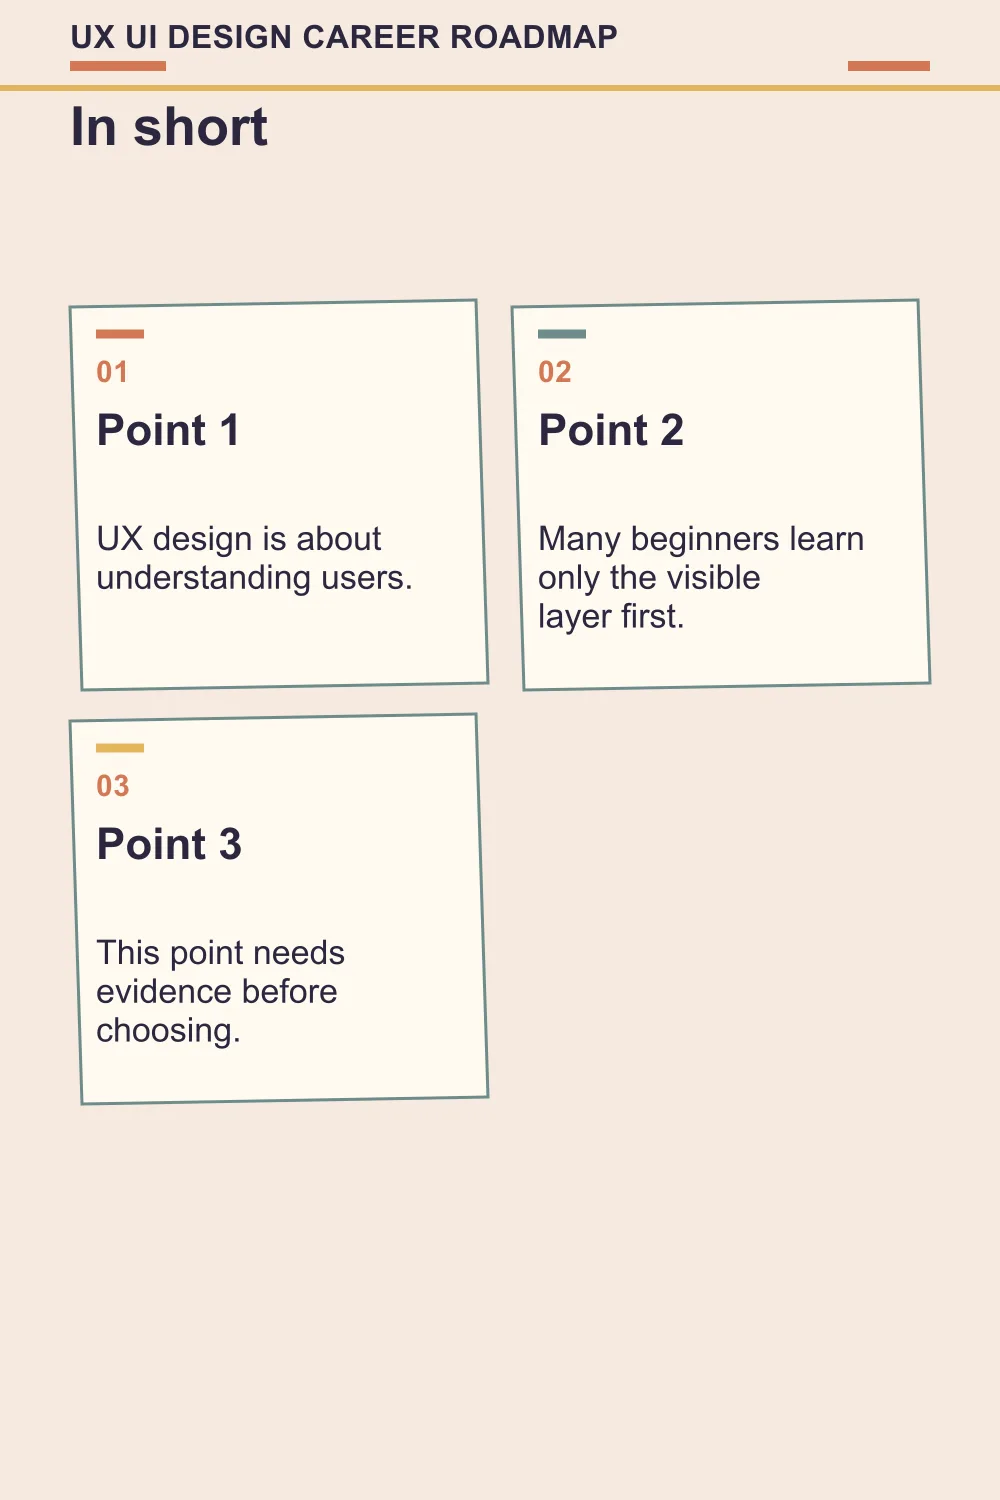 UX UI DESIGN CAREER ROADMAP
In short
01
Point 1
UX design is about
understanding users.
02
Point 2
Many beginners learn
only the visible
layer first.
03
Point 3
This point needs
evidence before
choosing.